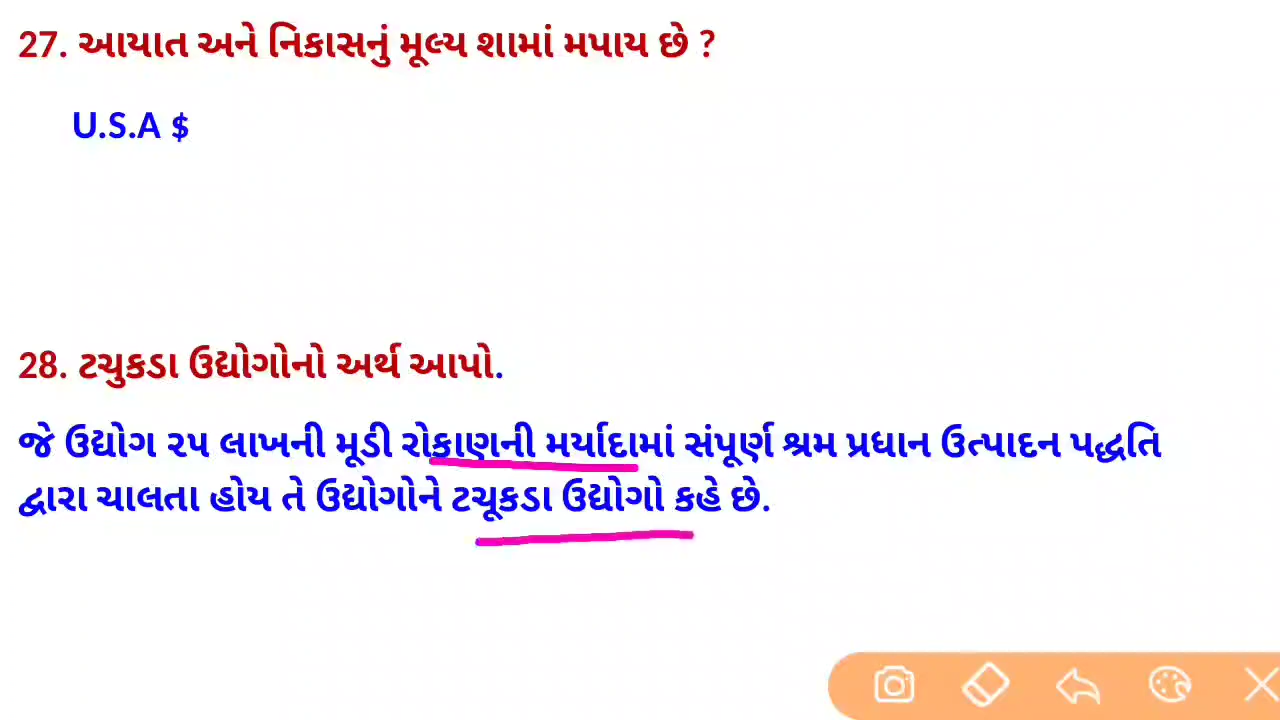 27. આયાત અને નિકાસનું મૂલ્ય શામાં મપાય છે ?
U.S.A $
28. ટચુકડા ઉદ્યોગોનો અર્થ આપો.
જે ઉદ્યોગ ૨૫ લાખની મૂડી રોકાણની મર્યાદામાં સંપૂર્ણ શ્રમ પ્રધાન ઉત્પાદન પદ્ધતિ
દ્વારા ચાલતા હોય તે ઉદ્યોગોને ટચૂકડા ઉદ્યોગો કહે છે.